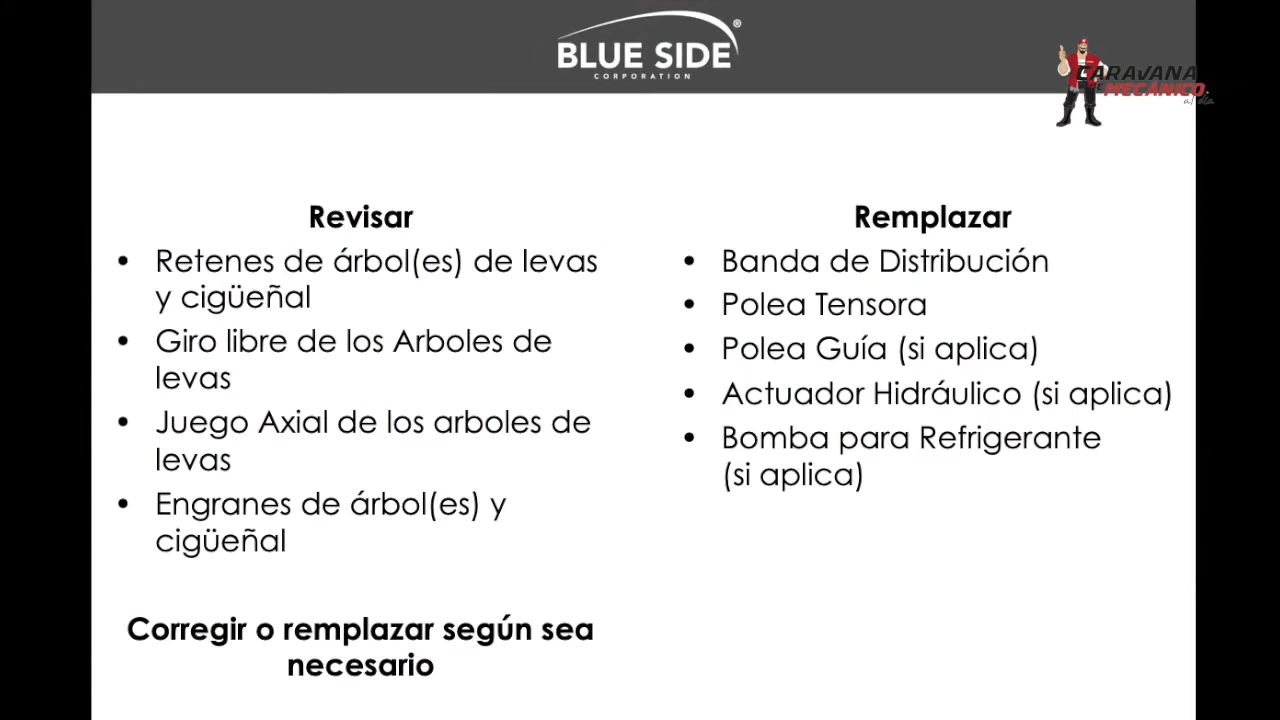 BLUE SIDE®
CORPORATION
CARAVANA
MECÁNICO
al día
Revisar
• Retenes de árbol(es) de levas
y cigüeñal
• Giro libre de los Arboles de
levas
• Juego Axial de los arboles de
levas
• Engranes de árbol(es) y
cigüeñal
Corregir o remplazar según sea
necesario
Remplazar
• Banda de Distribución
• Polea Tensora
• Polea Guía (si aplica)
• Actuador Hidráulico (si aplica)
• Bomba para Refrigerante
(si aplica)